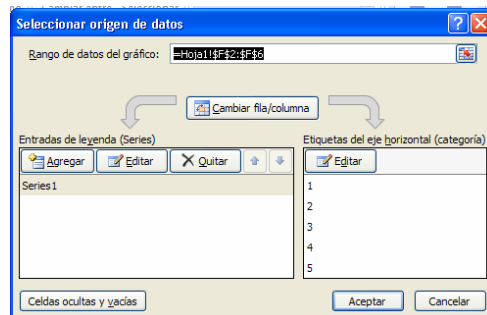 Seleccionar origen de datos
Rango de datos del gráfico: =Hoja1!$F$2:$F$6
Cambiar fila/columna
Entradas de leyenda (Series)
Agregar Editar Quitar
Series1
Etiquetas del eje horizontal (categoría)
Editar
1
2
3
4
5
Celdas ocultas y vacías
Aceptar Cancelar